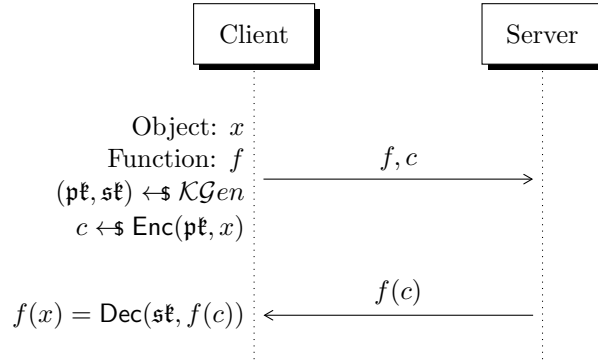 Client
Server
Object: x
Function: f
(𝔭𝔨, 𝔰𝔨) ←$ 𝒦𝒢en
c ←$ Enc(𝔭𝔨, x)
f, c
f(c)
f(x) = Dec(𝔰𝔨, f(c))